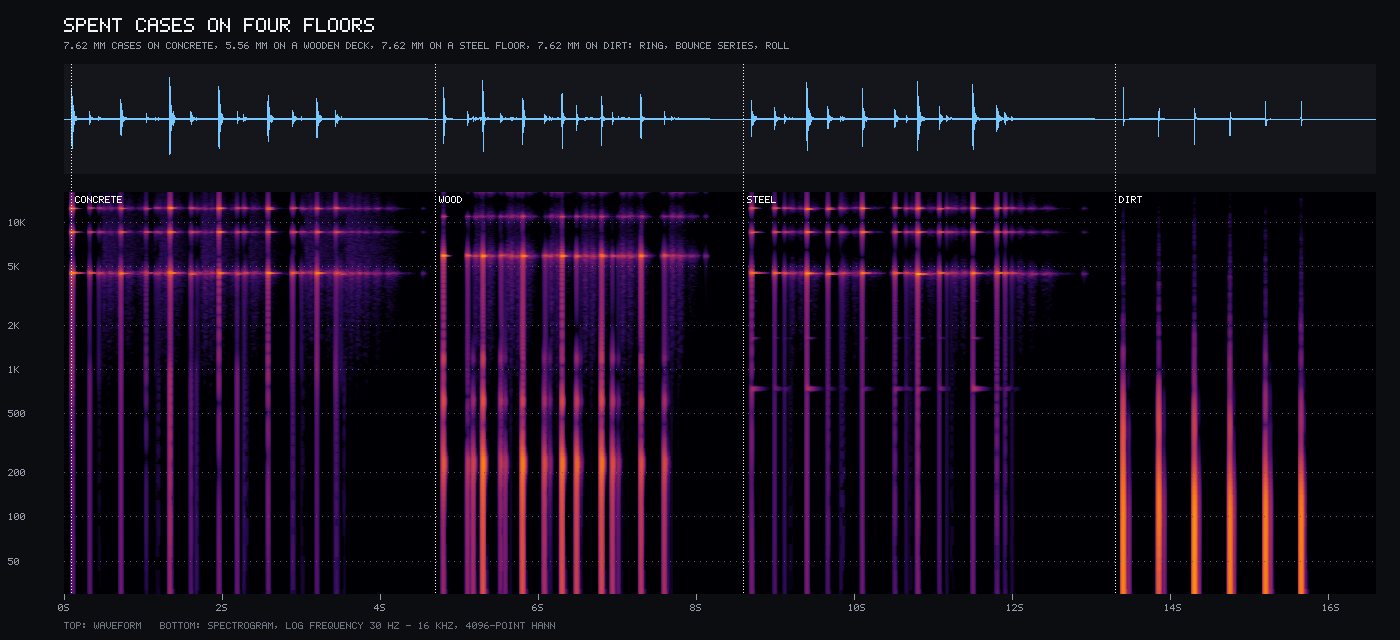 SPENT CASES ON FOUR FLOORS
7.62 MM CASES ON CONCRETE, 5.56 MM ON A WOODEN DECK, 7.62 MM ON A STEEL FLOOR, 7.62 MM ON DIRT: RING, BOUNCE SERIES, ROLL
CONCRETE WOOD STEEL DIRT
10K
5K
2K
1K
500
200
100
50
0S 2S 4S 6S 8S 10S 12S 14S 16S
TOP: WAVEFORM BOTTOM: SPECTROGRAM, LOG FREQUENCY 30 HZ - 16 KHZ, 4096-POINT HANN